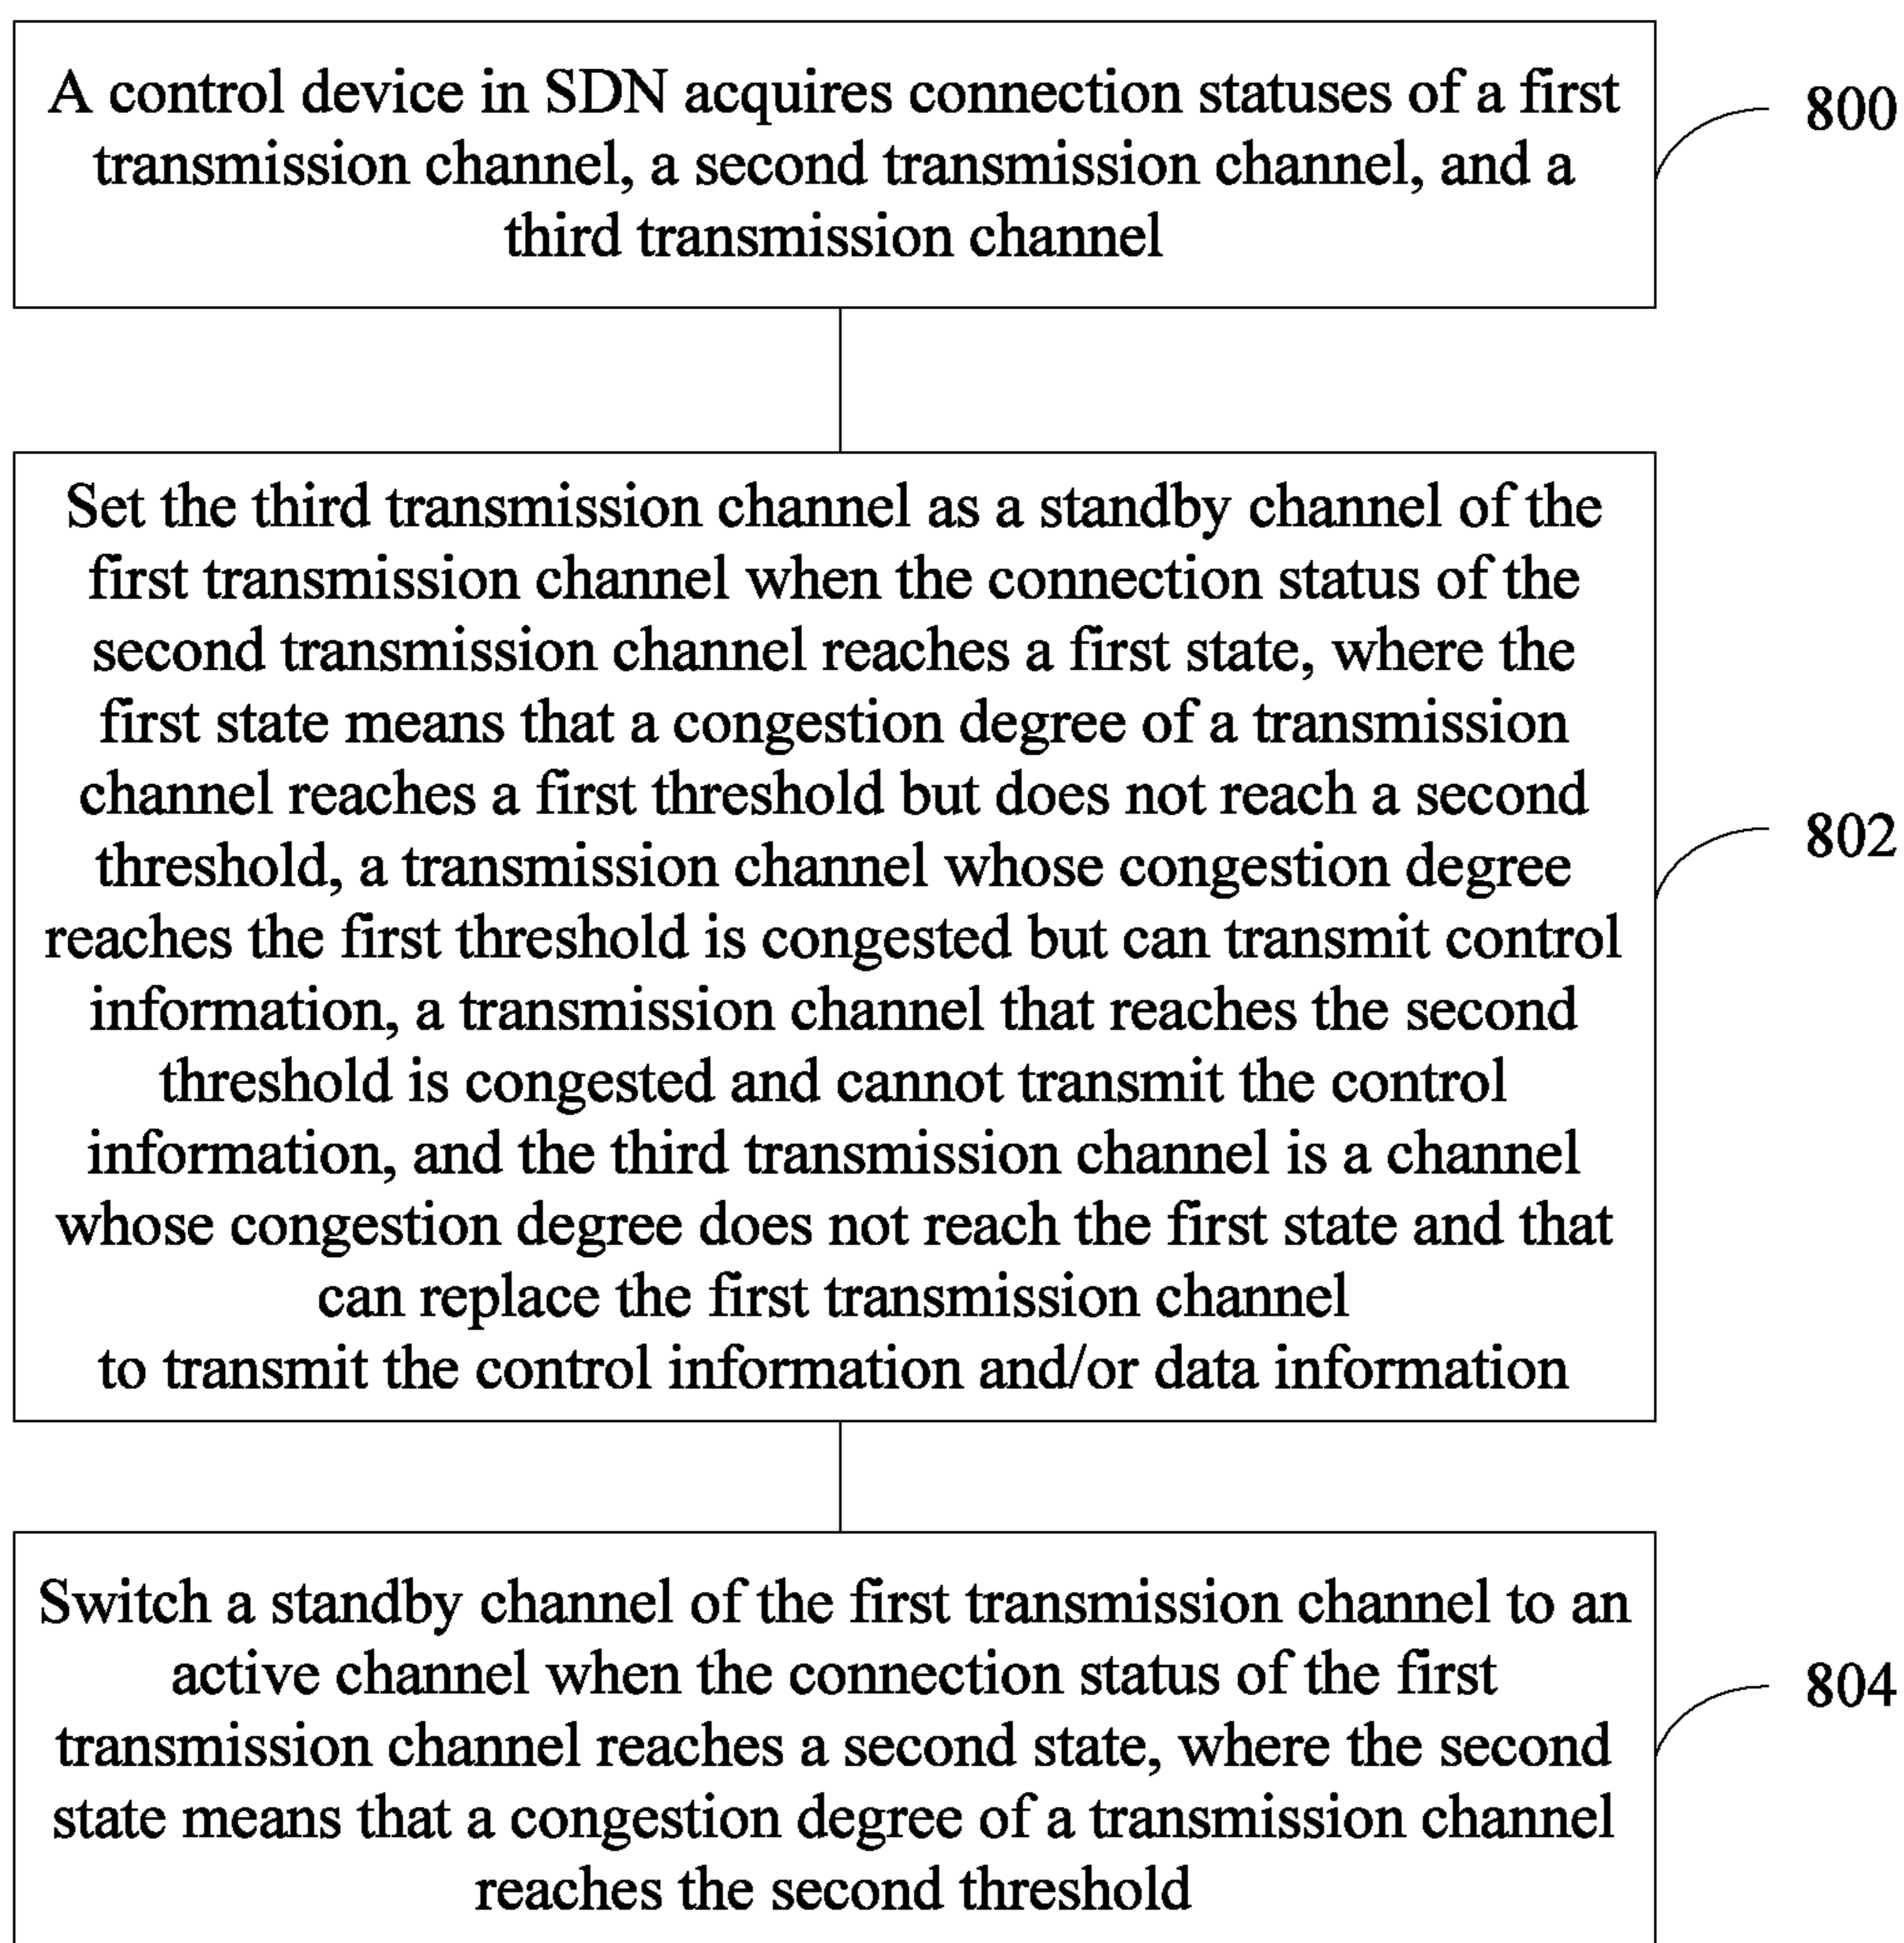 A control device in SDN acquires connection statuses of a first
transmission channel, a second transmission channel, and a
third transmission channel
800
Set the third transmission channel as a standby channel of the
first transmission channel when the connection status of the
second transmission channel reaches a first state, where the
first state means that a congestion degree of a transmission
channel reaches a first threshold but does not reach a second
threshold, a transmission channel whose congestion degree
reaches the first threshold is congested but can transmit control
information, a transmission channel that reaches the second
threshold is congested and cannot transmit the control
information, and the third transmission channel is a channel
whose congestion degree does not reach the first state and that
can replace the first transmission channel
to transmit the control information and/or data information
802
Switch a standby channel of the first transmission channel to an
active channel when the connection status of the first
transmission channel reaches a second state, where the second
state means that a congestion degree of a transmission channel
reaches the second threshold
804